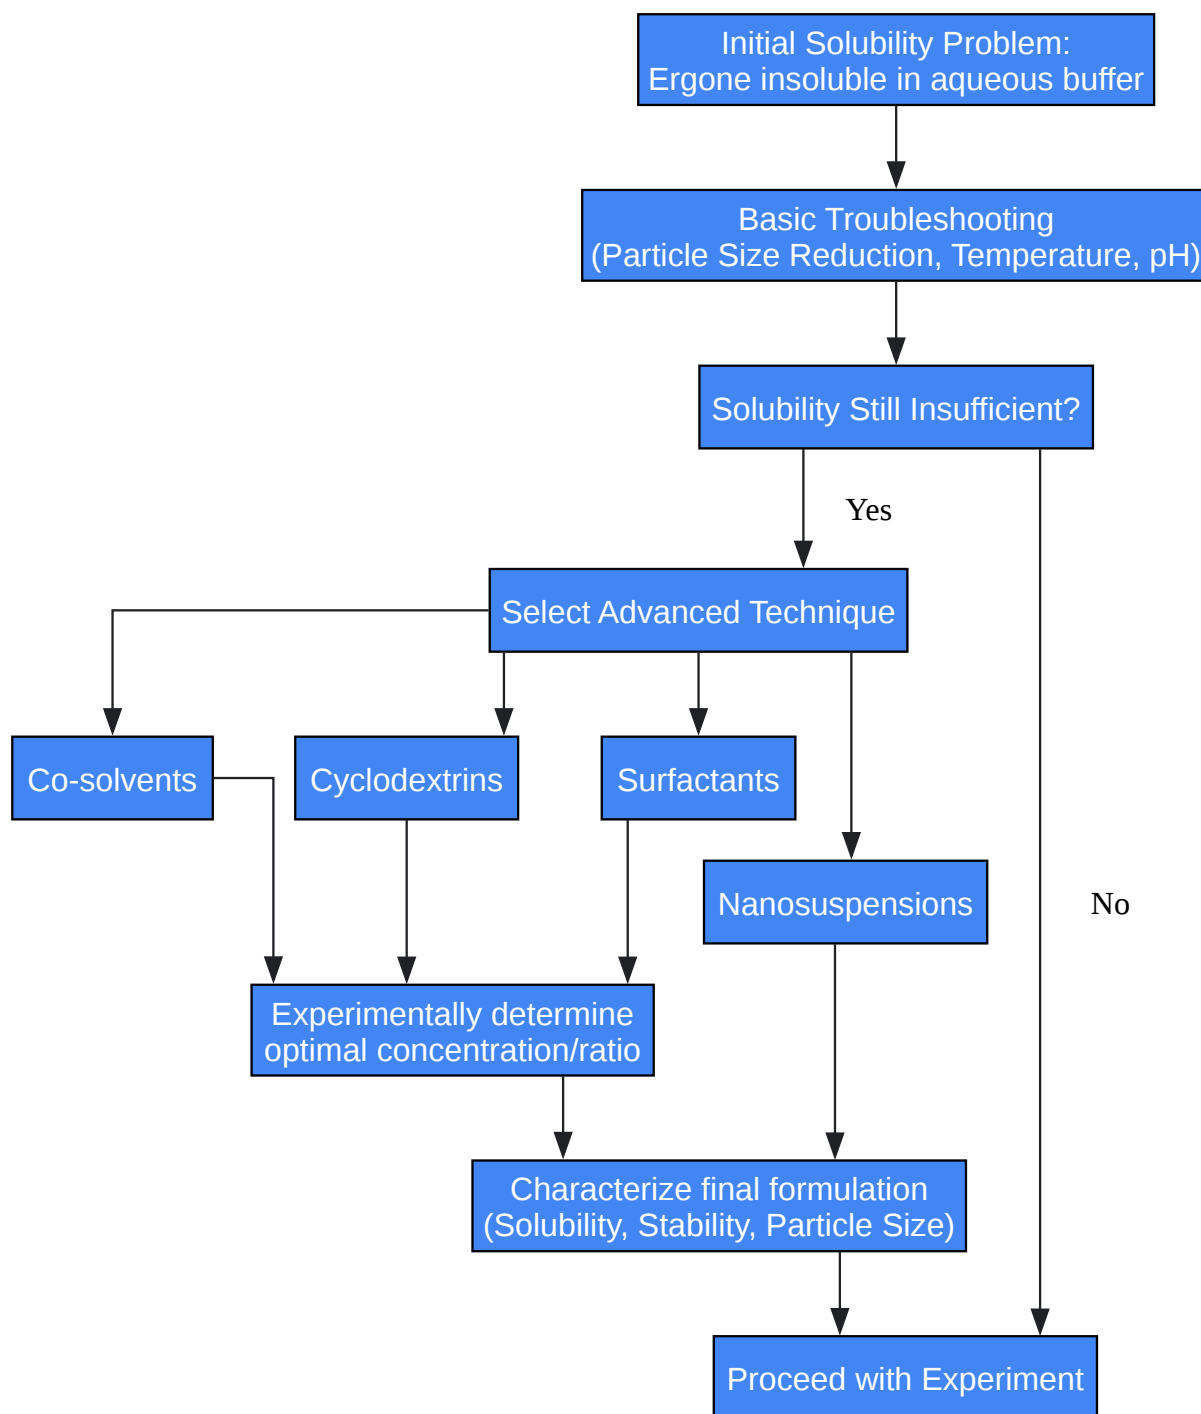 Initial Solubility Problem:
Ergone insoluble in aqueous buffer
Basic Troubleshooting
(Particle Size Reduction, Temperature, pH)
Solubility Still Insufficient?
Yes
Select Advanced Technique
Co-solvents
Cyclodextrins
Surfactants
Nanosuspensions
No
Experimentally determine
optimal concentration/ratio
Characterize final formulation
(Solubility, Stability, Particle Size)
Proceed with Experiment